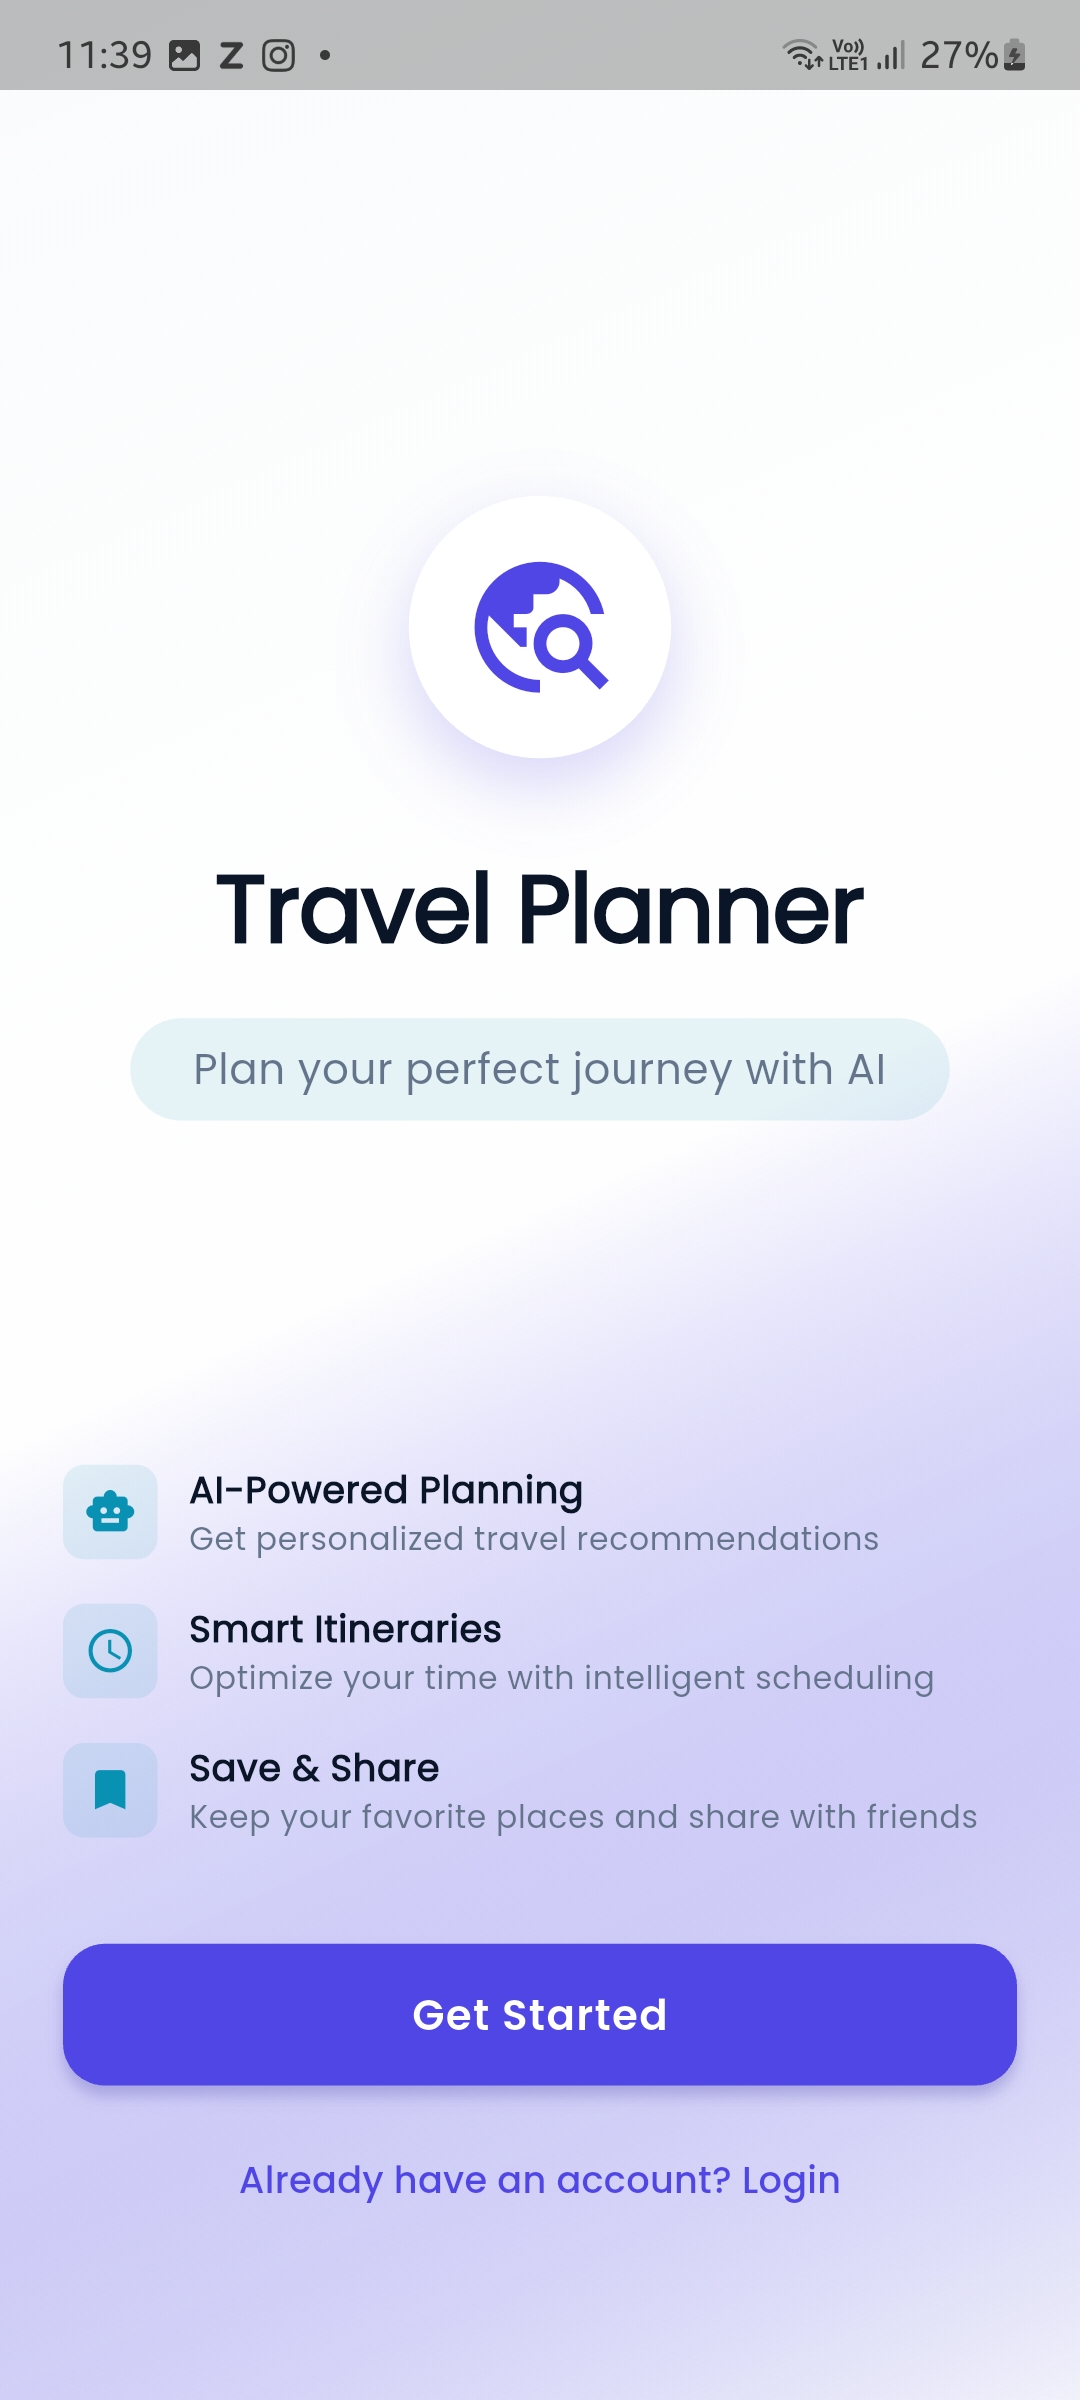 11:39 Z Vo)) LTE1 27%
Travel Planner
Plan your perfect journey with AI
AI-Powered Planning
Get personalized travel recommendations
Smart Itineraries
Optimize your time with intelligent scheduling
Save & Share
Keep your favorite places and share with friends
Get Started
Already have an account? Login